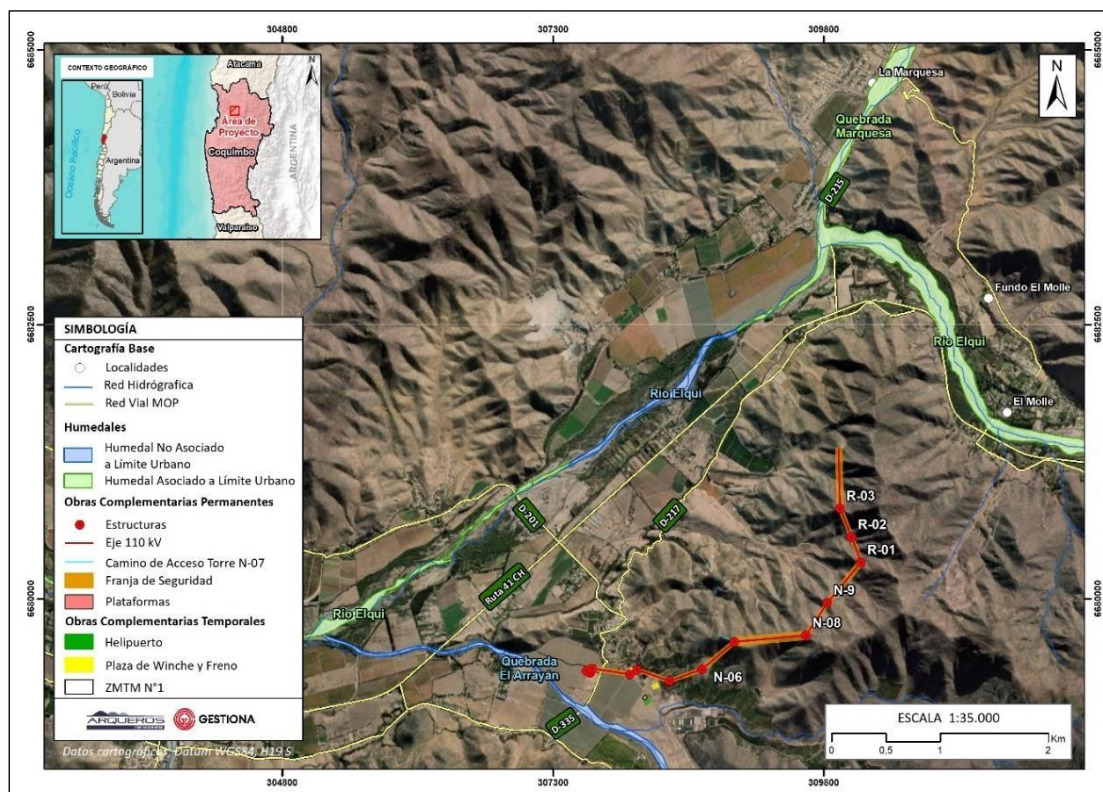 304800
307300
309800
6685000
6685000
CONTEXTO GEOGRÁFICO
Perú
Bolivia
Argentina
Chile
Océano Pacífico
Atacama
N
Área de
Proyecto
Coquimbo
ARGENTINA
Valparaíso
N
La Marquesa
Quebrada
Marquesa
D-215
Fundo El Molle
6682500
6682500
Río Elqui
Río Elqui
El Molle
SIMBOLOGÍA
Cartografía Base
Localidades
Red Hidrógrafica
Red Vial MOP
Humedales
Humedal No Asociado
a Límite Urbano
Humedal Asociado a Límite Urbano
Obras Complementarias Permanentes
Estructuras
Eje 110 kV
Camino de Acceso Torre N-07
Franja de Seguridad
Plataformas
Obras Complementarias Temporales
Helipuerto
Plaza de Winche y Freno
ZMTM N°1
ARQUEROS
GESTIONA
Datos cartográficos: Datum WGS84, H19 S.
R-03
R-02
R-01
D-201
D-217
Ruta 41 CH
N-9
6680000
6680000
Río Elqui
N-08
Quebrada
El Arrayán
N-06
D-335
ESCALA 1:35.000
0
0,5
1
2
Km
304800
307300
309800